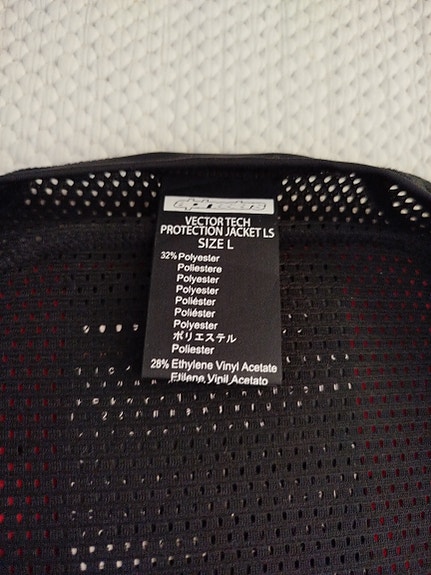 VECTOR TECH
PROTECTION JACKET LS
SIZE L
32% Polyester
Poliestere
Polyester
Polyester
Poliéster
Poliéster
Polyester
ポリエステル
Poliester
28% Ethylene Vinyl Acetate
Etilene Vinil Acetato